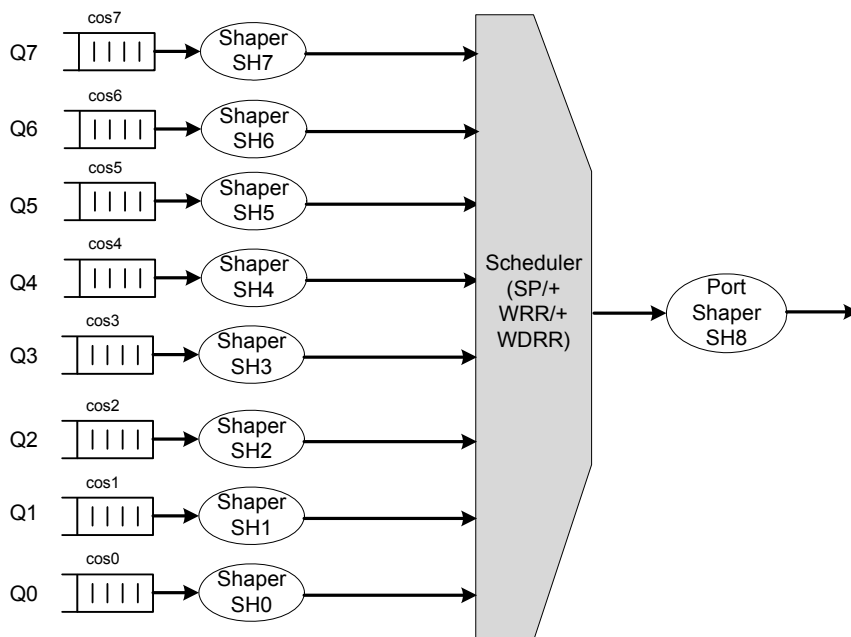 cos7
Q7
Shaper
SH7
cos6
Q6
Shaper
SH6
cos5
Q5
Shaper
SH5
cos4
Q4
Shaper
SH4
Scheduler
(SP/+
WRR/+
WDRR)
Port
Shaper
SH8
cos3
Q3
Shaper
SH3
cos2
Q2
Shaper
SH2
cos1
Q1
Shaper
SH1
cos0
Q0
Shaper
SH0